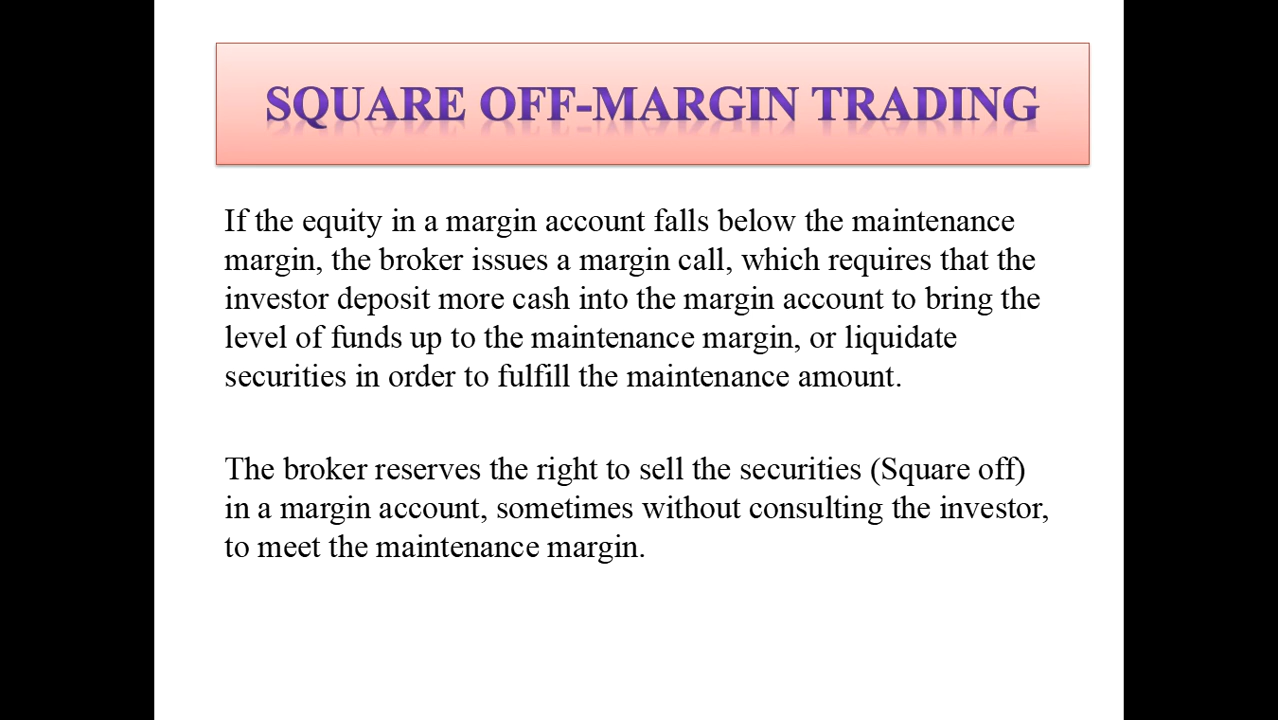 SQUARE OFF-MARGIN TRADING
If the equity in a margin account falls below the maintenance
margin, the broker issues a margin call, which requires that the
investor deposit more cash into the margin account to bring the
level of funds up to the maintenance margin, or liquidate
securities in order to fulfill the maintenance amount.
The broker reserves the right to sell the securities (Square off)
in a margin account, sometimes without consulting the investor,
to meet the maintenance margin.